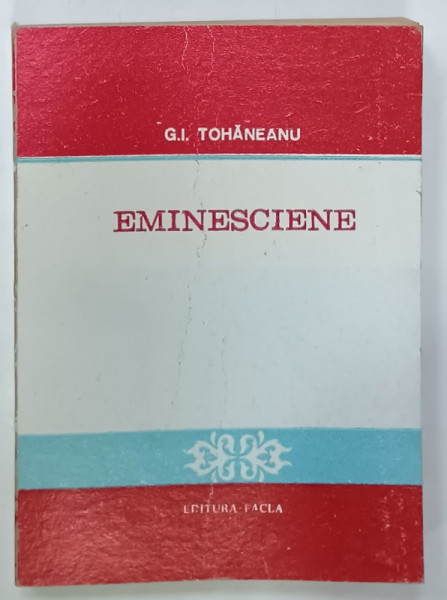 G.I. TOHĂNEANU
EMINESCIENE
EDITURA FACLA